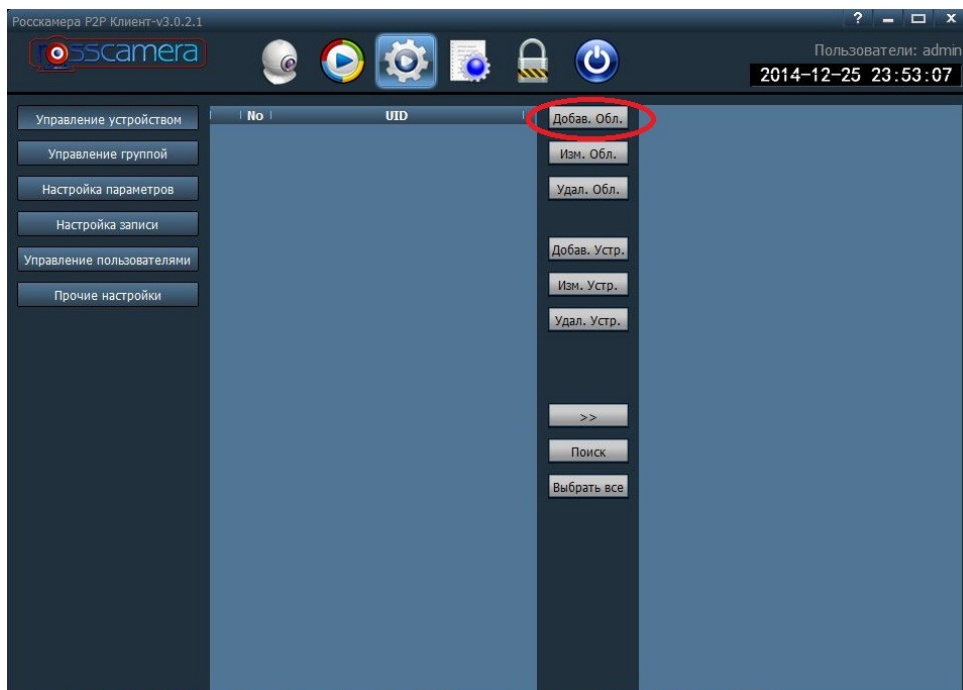 Росскамера P2P Клиент-v3.0.2.1
?
rosscamera
Пользователи: admin
2014-12-25 23:53:07
Управление устройством
Управление группой
Настройка параметров
Настройка записи
Управление пользователями
Прочие настройки
No UID
Добав. Обл.
Изм. Обл.
Удал. Обл.
Добав. Устр.
Изм. Устр.
Удал. Устр.
>>
Поиск
Выбрать все